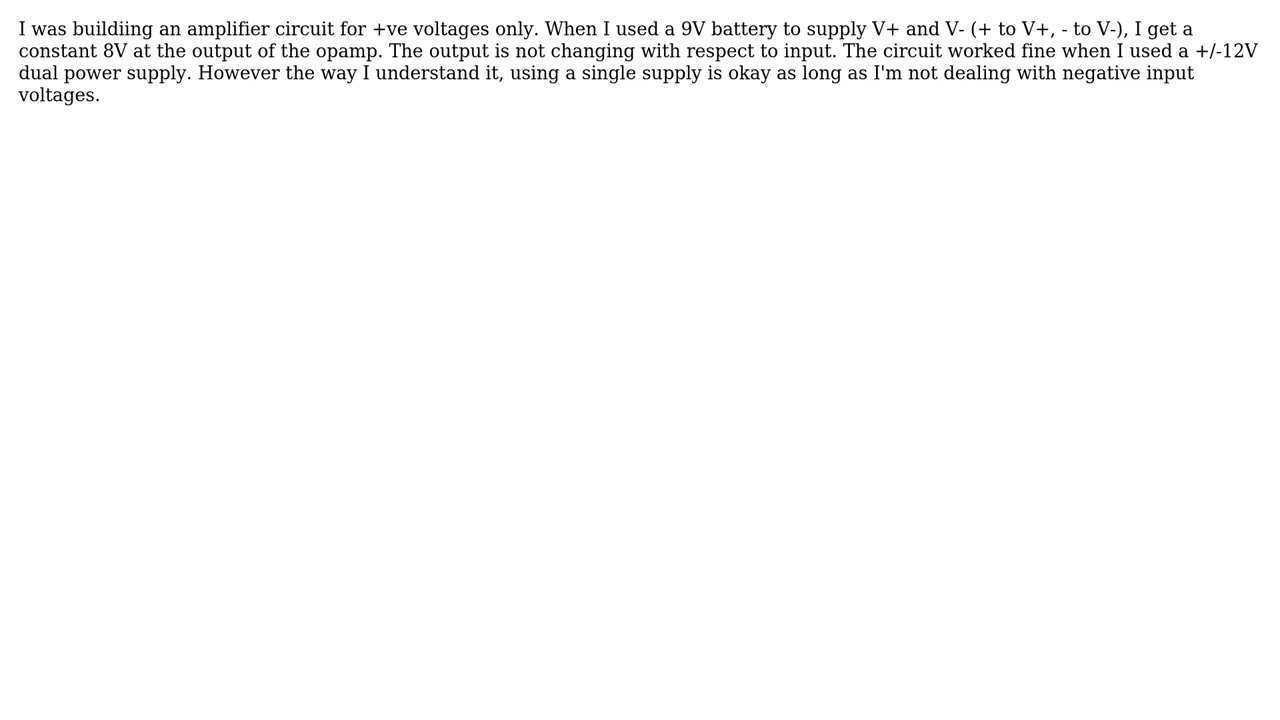 I was buildiing an amplifier circuit for +ve voltages only. When I used a 9V battery to supply V+ and V- (+ to V+, - to V-), I get a
constant 8V at the output of the opamp. The output is not changing with respect to input. The circuit worked fine when I used a +/-12V
dual power supply. However the way I understand it, using a single supply is okay as long as I'm not dealing with negative input
voltages.